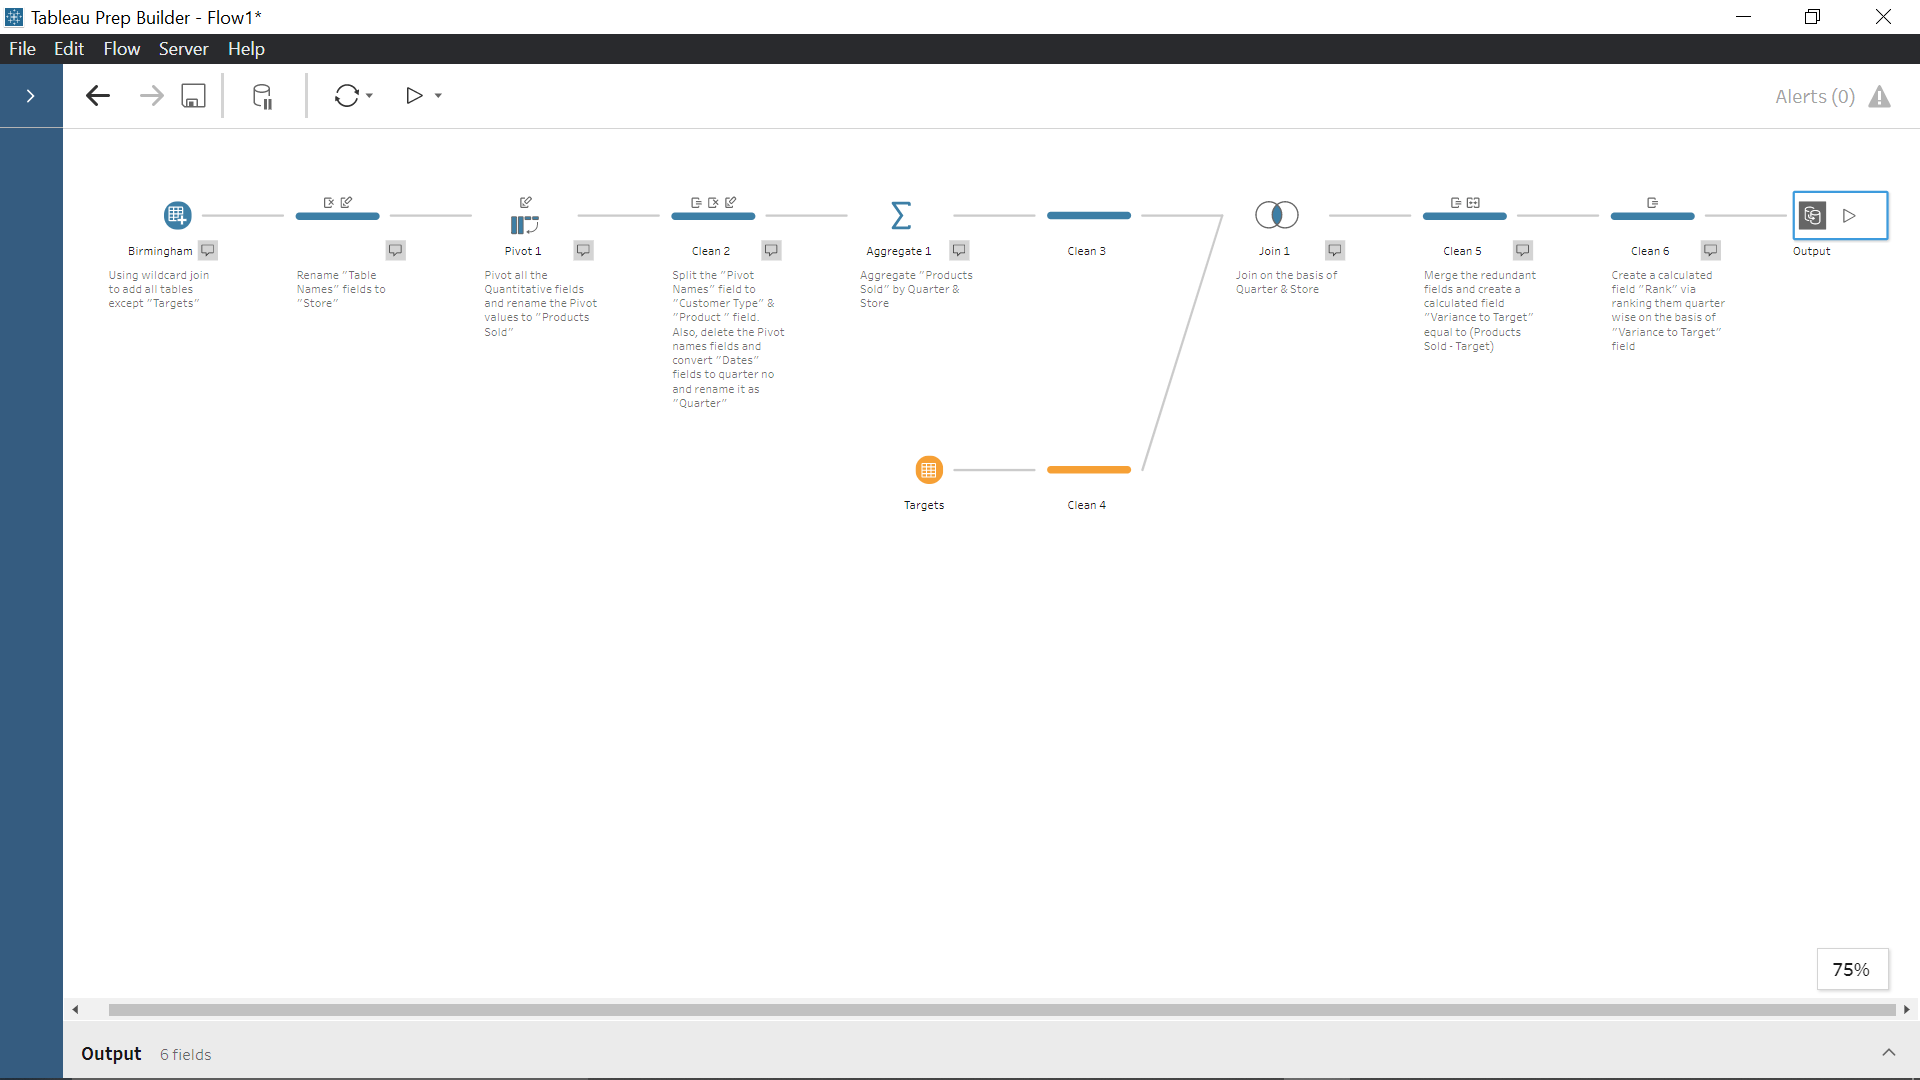 Tableau Prep Builder - Flow1*
File Edit Flow Server Help
Alerts (0)
Birmingham
Using wildcard join
to add all tables
except "Targets"
Rename "Table
Names" fields to
"Store"
Pivot 1
Pivot all the
Quantitative fields
and rename the Pivot
values to "Products
Sold"
Clean 2
Split the "Pivot
Names" field to
"Customer Type" &
"Product " field.
Also, delete the Pivot
names fields and
convert "Dates"
fields to quarter no
and rename it as
"Quarter"
Aggregate 1
Aggregate "Products
Sold" by Quarter &
Store
Clean 3
Join 1
Join on the basis of
Quarter & Store
Clean 5
Merge the redundant
fields and create a
calculated field
"Variance to Target"
equal to (Products
Sold - Target)
Clean 6
Create a calculated
field "Rank" via
ranking them quarter
wise on the basis of
"Variance to Target"
field
Output
Targets
Clean 4
75%
Output 6 fields